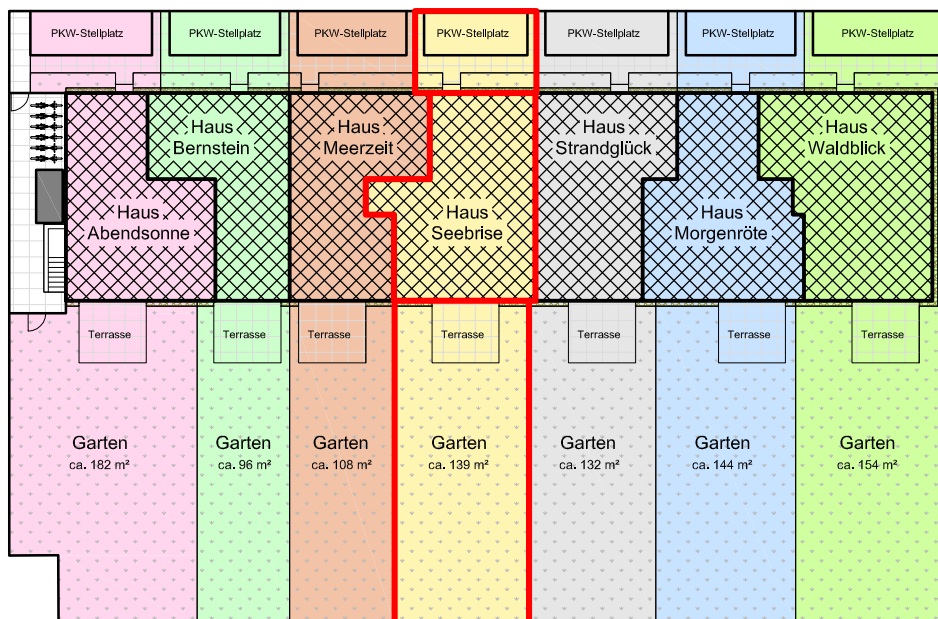 PKW-Stellplatz
PKW-Stellplatz
PKW-Stellplatz
PKW-Stellplatz
PKW-Stellplatz
PKW-Stellplatz
PKW-Stellplatz
Haus
Bernstein
Haus
Meerzeit
Haus
Strandglück
Haus
Waldblick
Haus
Abendsonne
Haus
Seebrise
Haus
Morgenröte
Terrasse
Terrasse
Terrasse
Terrasse
Terrasse
Terrasse
Terrasse
Garten
ca. 182 m²
Garten
ca. 96 m²
Garten
ca. 108 m²
Garten
ca. 139 m²
Garten
ca. 132 m²
Garten
ca. 144 m²
Garten
ca. 154 m²